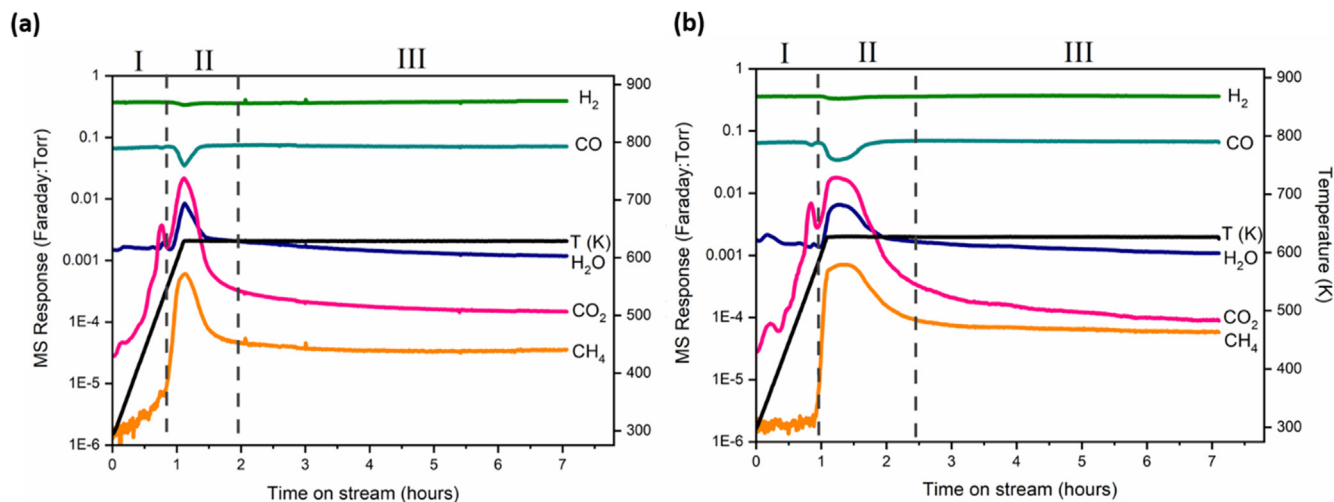 (a)
I II III
MS Response (Faraday:Torr)
1
0.1
0.01
0.001
1E-4
1E-5
1E-6
H₂
CO
T (K)
H₂O
CO₂
CH₄
900
800
700
600
500
400
300
0 1 2 3 4 5 6 7
Time on stream (hours)
(b)
I II III
MS Response (Faraday:Torr)
1
0.1
0.01
0.001
1E-4
1E-5
1E-6
H₂
CO
T (K)
H₂O
CO₂
CH₄
900
800
700
600
500
400
300
Temperature (K)
0 1 2 3 4 5 6 7
Time on stream (hours)